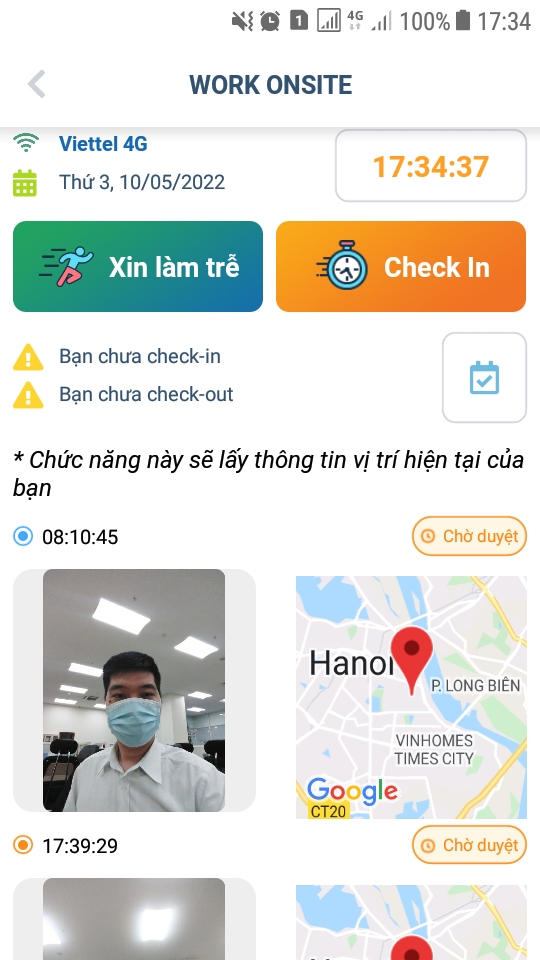 1 4G 100% 17:34
WORK ONSITE
Viettel 4G
17:34:37
Thứ 3, 10/05/2022
Xin làm trễ
Check In
Bạn chưa check-in
Bạn chưa check-out
* Chức năng này sẽ lấy thông tin vị trí hiện tại của
bạn
08:10:45
Chờ duyệt
Hanoi
P. LONG BIÊN
VINHOMES
TIMES CITY
Google
CT20
17:39:29
Chờ duyệt